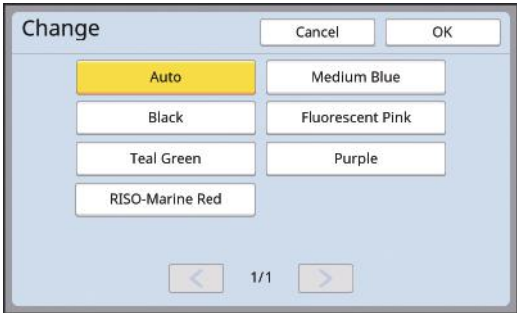 Change
Cancel
OK
Auto
Medium Blue
Black
Fluorescent Pink
Teal Green
Purple
RISO-Marine Red
1/1